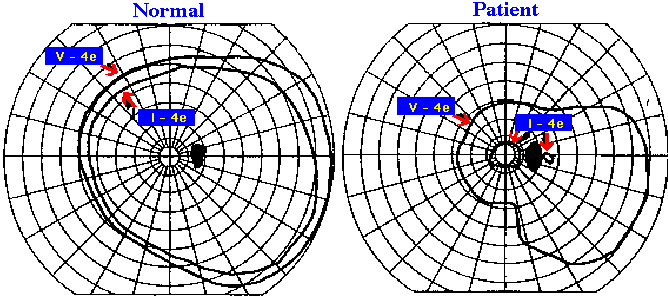 Normal
Patient
V - 4e
I - 4e
V - 4e
I - 4e